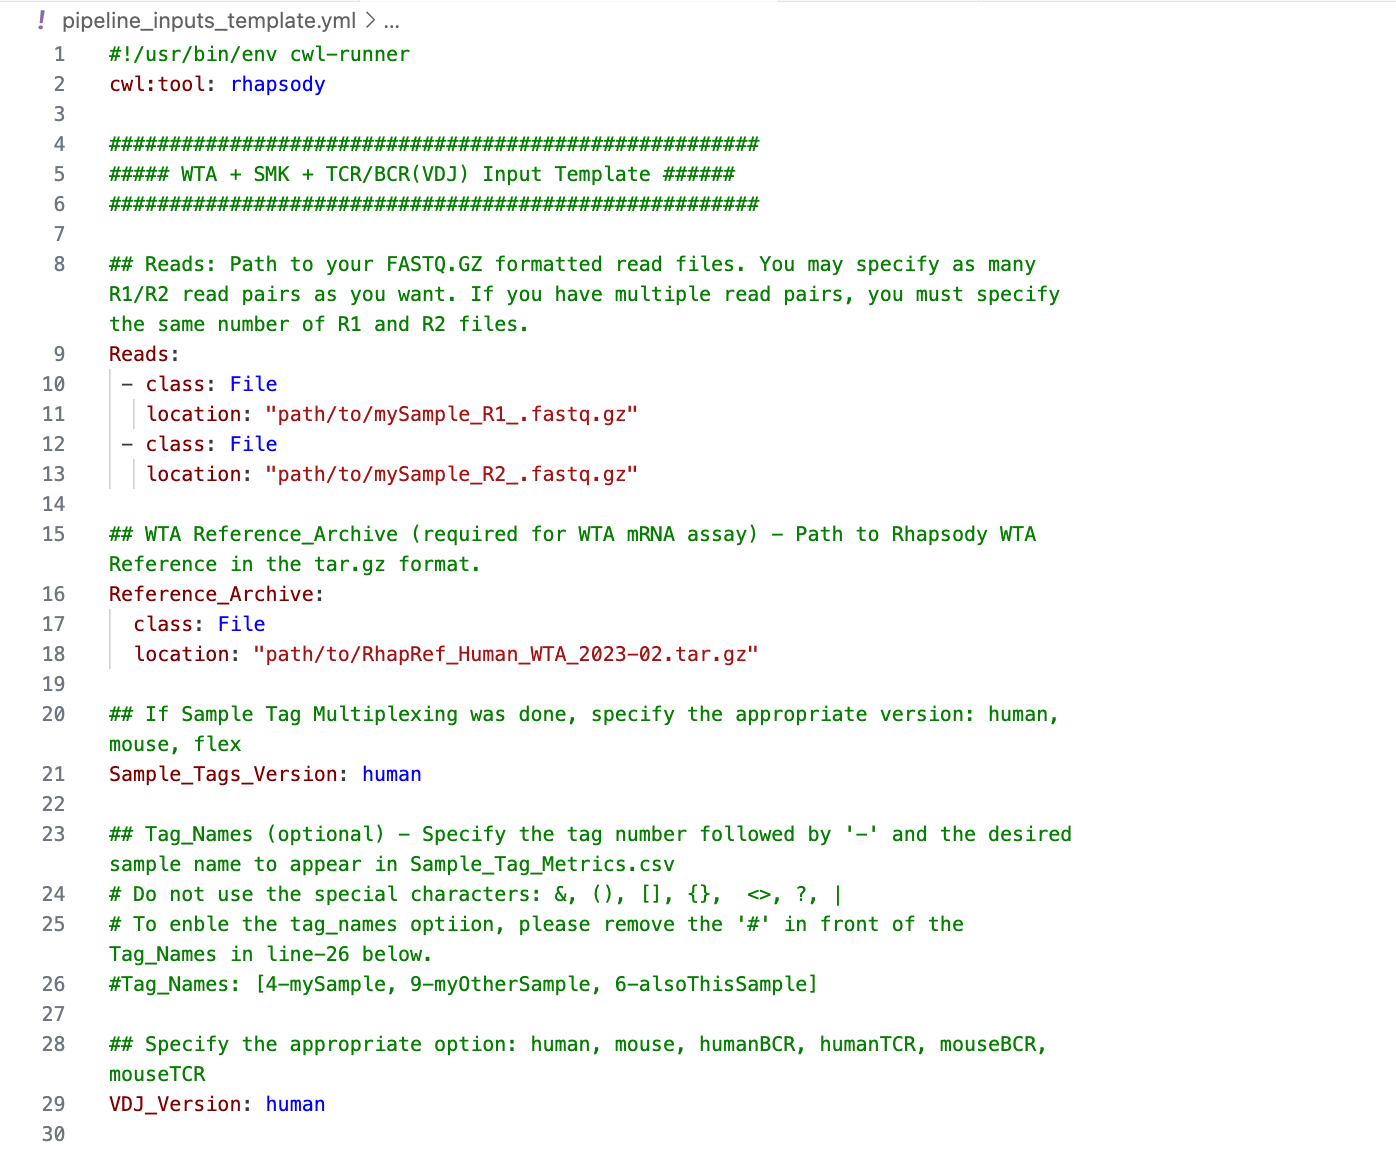 ! pipeline_inputs_template.yml > ...
1 #!/usr/bin/env cwl-runner
2 cwl:tool: rhapsody
3
4 ######################################################
5 ##### WTA + SMK + TCR/BCR(VDJ) Input Template ######
6 ######################################################
7
8 ## Reads: Path to your FASTQ.GZ formatted read files. You may specify as many
R1/R2 read pairs as you want. If you have multiple read pairs, you must specify
the same number of R1 and R2 files.
9 Reads:
10 - class: File
11 location: "path/to/mySample_R1_.fastq.gz"
12 - class: File
13 location: "path/to/mySample_R2_.fastq.gz"
14
15 ## WTA Reference_Archive (required for WTA mRNA assay) - Path to Rhapsody WTA
Reference in the tar.gz format.
16 Reference_Archive:
17 class: File
18 location: "path/to/RhapRef_Human_WTA_2023-02.tar.gz"
19
20 ## If Sample Tag Multiplexing was done, specify the appropriate version: human,
mouse, flex
21 Sample_Tags_Version: human
22
23 ## Tag_Names (optional) - Specify the tag number followed by '-' and the desired
sample name to appear in Sample_Tag_Metrics.csv
24 # Do not use the special characters: &, (), [], {},  <>, ?, |
25 # To enble the tag_names optiion, please remove the '#' in front of the
Tag_Names in line-26 below.
26 #Tag_Names: [4-mySample, 9-myOtherSample, 6-alsoThisSample]
27
28 ## Specify the appropriate option: human, mouse, humanBCR, humanTCR, mouseBCR,
mouseTCR
29 VDJ_Version: human
30